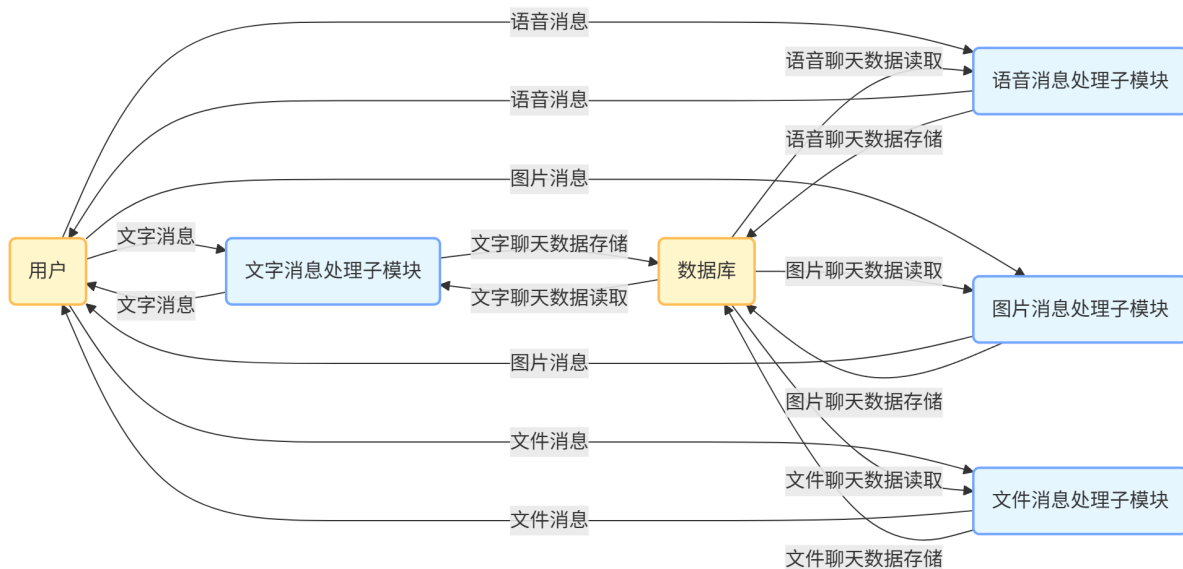 语音消息
语音聊天数据读取
语音消息处理子模块
语音消息
语音聊天数据存储
图片消息
文字消息
文字聊天数据存储
用户
文字消息处理子模块
数据库
图片聊天数据读取
文字消息
文字聊天数据读取
图片消息处理子模块
图片消息
图片聊天数据存储
文件消息
文件聊天数据读取
文件消息处理子模块
文件消息
文件聊天数据存储